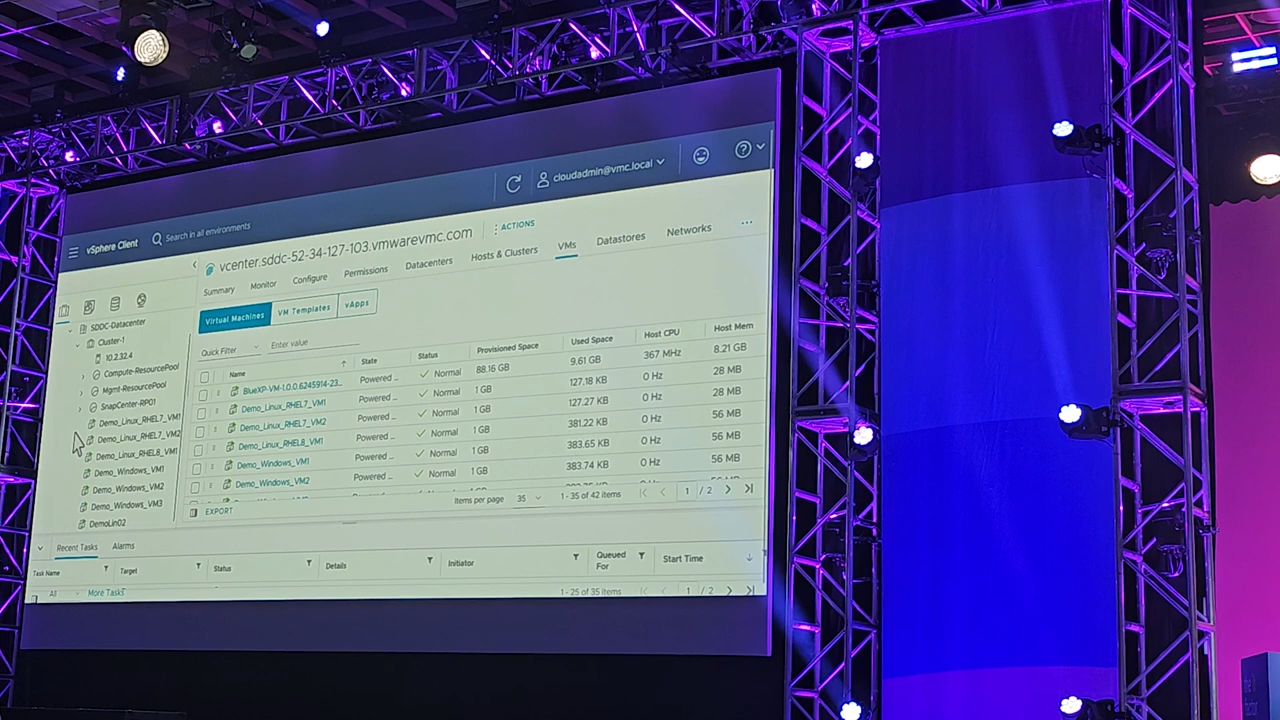 vSphere Client
Search in all environments
cloudadmin@vmc.local
vcenter.sddc-52-34-127-103.vmwarevmc.com
ACTIONS
Summary Monitor Configure Permissions Datacenters Hosts & Clusters VMs Datastores Networks ...
Virtual Machines VM Templates vApps
Quick Filter Enter value
SDDC-Datacenter
Cluster-1
10.2.32.4
Compute-ResourcePool
Mgmt-ResourcePool
SnapCenter-RP01
Demo_Linux_RHEL7_VM1
Demo_Linux_RHEL7_VM2
Demo_Linux_RHEL8_VM1
Demo_Windows_VM1
Demo_Windows_VM2
Demo_Windows_VM3
DemoLin02
Name State Status Provisioned Space Used Space Host CPU Host Mem
BlueXP-VM-1.0.0.6245914-23... Powered ... Normal 88.16 GB 9.61 GB 367 MHz 8.21 GB
Demo_Linux_RHEL7_VM1 Powered ... Normal 1 GB 127.18 KB 0 Hz 28 MB
Demo_Linux_RHEL7_VM2 Powered ... Normal 1 GB 127.27 KB 0 Hz 28 MB
Demo_Linux_RHEL8_VM1 Powered ... Normal 1 GB 381.22 KB 0 Hz 56 MB
Demo_Windows_VM1 Powered ... Normal 1 GB 383.65 KB 0 Hz 56 MB
Demo_Windows_VM2 Powered ... Normal 1 GB 383.74 KB 0 Hz 56 MB
EXPORT
Items per page 35 1 - 35 of 42 items 1 / 2
Recent Tasks Alarms
Task Name Target Status Details Initiator Queued For Start Time
All More Tasks 1 - 25 of 35 items 1 / 2